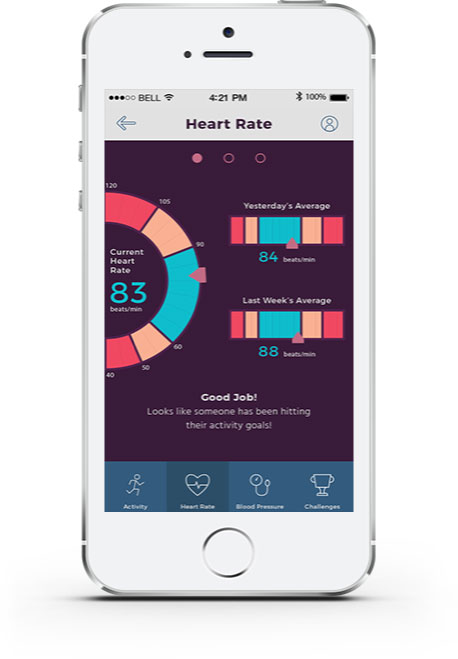 BELL
4:21 PM
100%
Heart Rate
120
105
90
60
50
40
Current
Heart
Rate
83
beats/min
Yesterday's Average
84 beats/min
Last Week's Average
88 beats/min
Good Job!
Looks like someone has been hitting
their activity goals!
Activity
Heart Rate
Blood Pressure
Challenges